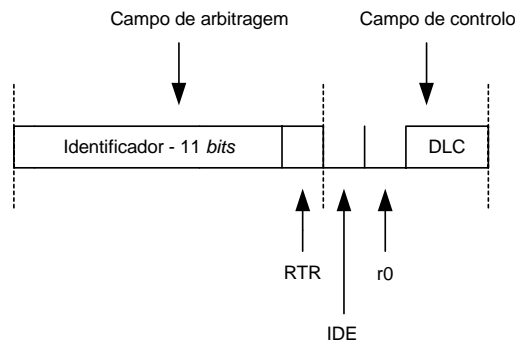 Campo de arbitragem
Campo de controlo
Identificador - 11 bits
DLC
RTR
r0
IDE